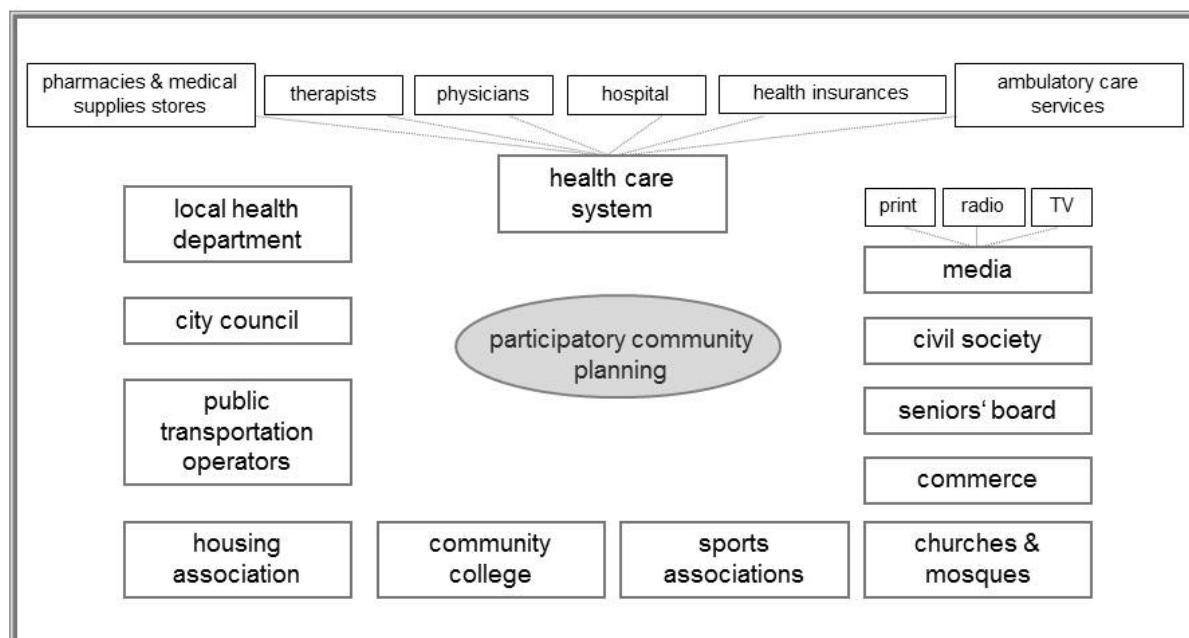 pharmacies & medical
supplies stores
therapists
physicians
hospital
health insurances
ambulatory care
services
health care
system
local health
department
print
radio
TV
media
city council
participatory community
planning
civil society
public
transportation
operators
seniors‘ board
commerce
housing
association
community
college
sports
associations
churches &
mosques